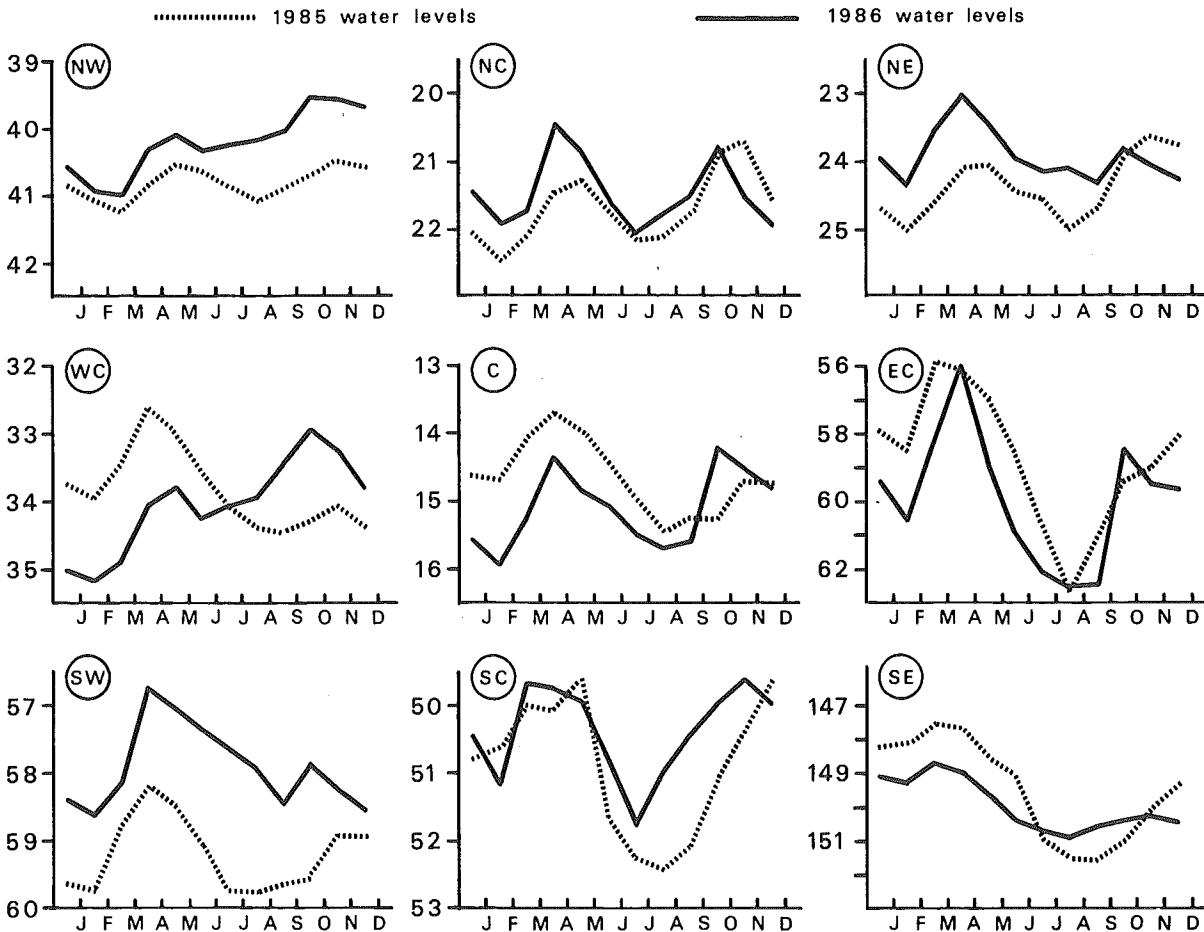 1985 water levels 1986 water levels
NW NC NE
39 40 41 42
20 21 22
23 24 25
J F M A M J J A S O N D J F M A M J J A S O N D J F M A M J J A S O N D
WC C EC
32 33 34 35
13 14 15 16
56 58 60 62
J F M A M J J A S O N D J F M A M J J A S O N D J F M A M J J A S O N D
SW SC SE
57 58 59 60
50 51 52 53
147 149 151
J F M A M J J A S O N D J F M A M J J A S O N D J F M A M J J A S O N D